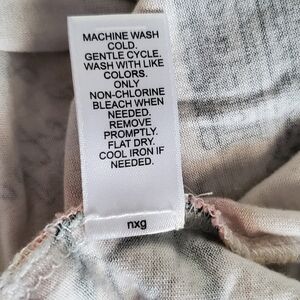 MACHINE WASH
COLD.
GENTLE CYCLE.
WASH WITH LIKE
COLORS.
ONLY
NON-CHLORINE
BLEACH WHEN
NEEDED.
REMOVE
PROMPTLY.
FLAT DRY.
COOL IRON IF
NEEDED.
nxg